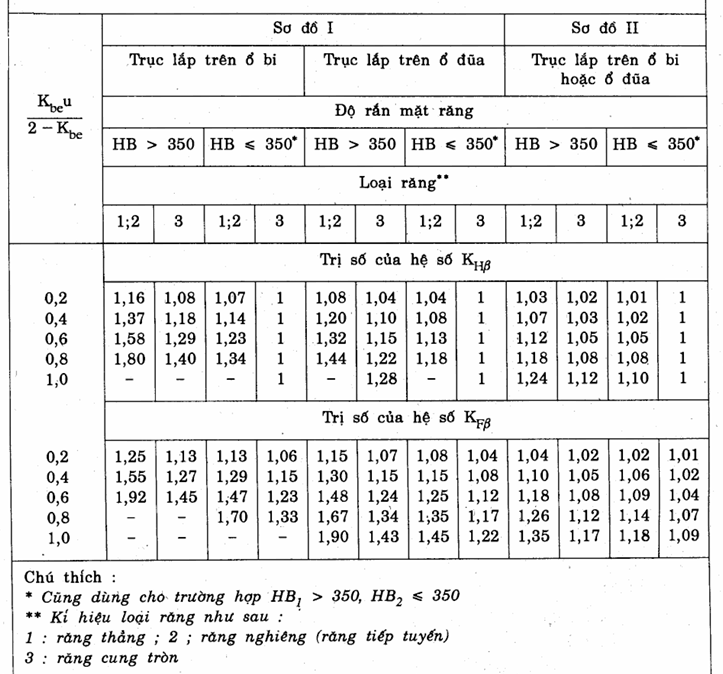 Sơ đồ I Sơ đồ II
Trục lắp trên ổ bi Trục lắp trên ổ đũa Trục lắp trên ổ bi hoặc ổ đũa
K_be u / 2 – K_be
Độ rắn mặt răng
HB > 350 HB ≤ 350* HB > 350 HB ≤ 350* HB > 350 HB ≤ 350*
Loại răng**
1;2 3 1;2 3 1;2 3 1;2 3 1;2 3 1;2 3
Trị số của hệ số K_Hβ
0,2 1,16 1,08 1,07 1 1,08 1,04 1,04 1 1,03 1,02 1,01 1
0,4 1,37 1,18 1,14 1 1,20 1,10 1,08 1 1,07 1,03 1,02 1
0,6 1,58 1,29 1,23 1 1,32 1,15 1,13 1 1,12 1,05 1,05 1
0,8 1,80 1,40 1,34 1 1,44 1,22 1,18 1 1,18 1,08 1,08 1
1,0 – – – 1 – 1,28 – 1 1,24 1,12 1,10 1
Trị số của hệ số K_Fβ
0,2 1,25 1,13 1,13 1,06 1,15 1,07 1,08 1,04 1,04 1,02 1,02 1,01
0,4 1,55 1,27 1,29 1,15 1,30 1,15 1,15 1,08 1,10 1,05 1,06 1,02
0,6 1,92 1,45 1,47 1,23 1,48 1,24 1,25 1,12 1,18 1,08 1,09 1,04
0,8 – – 1,70 1,33 1,67 1,34 1,35 1,17 1,26 1,12 1,14 1,07
1,0 – – – – 1,90 1,43 1,45 1,22 1,35 1,17 1,18 1,09
Chú thích :
* Cũng dùng cho trường hợp HB₁ > 350, HB₂ ≤ 350
** Kí hiệu loại răng như sau :
1 : răng thẳng ; 2 ; răng nghiêng (răng tiếp tuyến)
3 : răng cung tròn